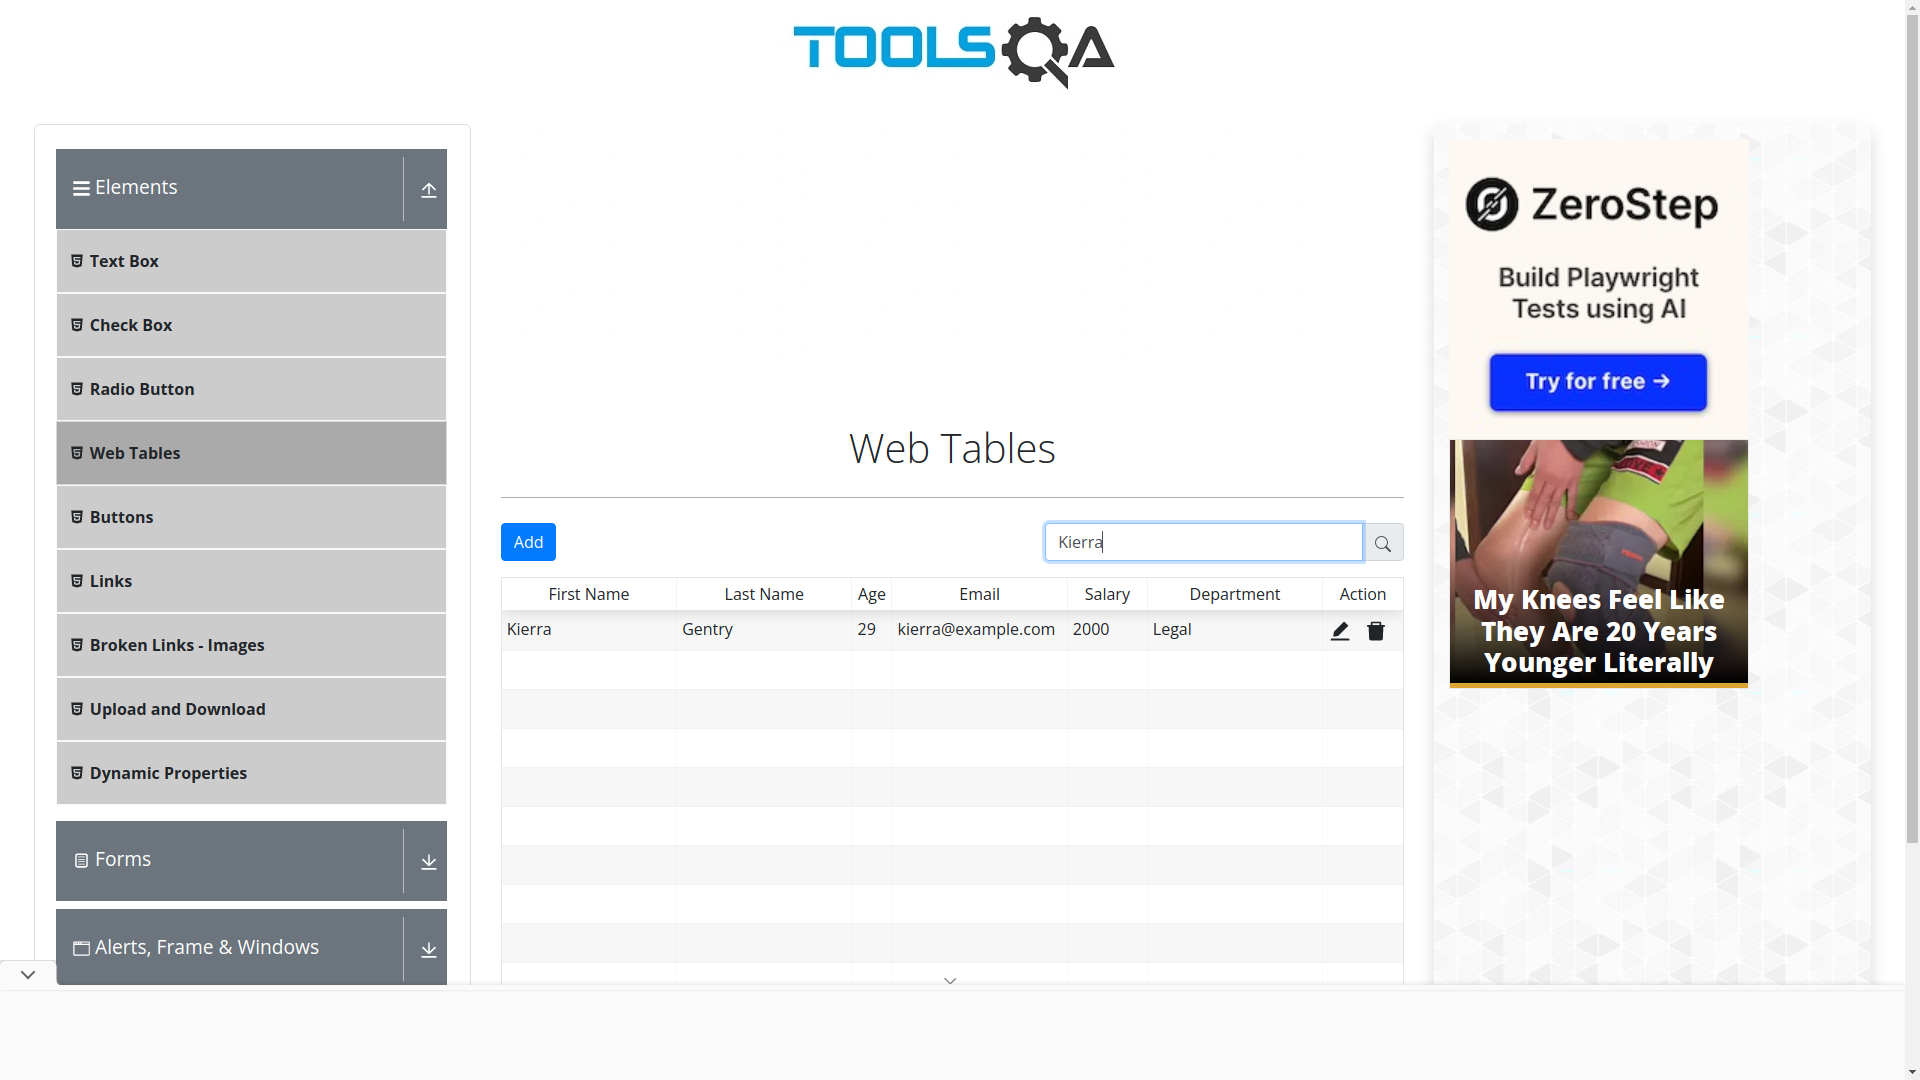 TOOLSQA
Elements
Text Box
Check Box
Radio Button
Web Tables
Buttons
Links
Broken Links - Images
Upload and Download
Dynamic Properties
Forms
Alerts, Frame & Windows
Web Tables
Add
Kierra
First Name Last Name Age Email Salary Department Action
Kierra Gentry 29 kierra@example.com 2000 Legal
ZeroStep
Build Playwright
Tests using AI
Try for free →
My Knees Feel Like
They Are 20 Years
Younger Literally